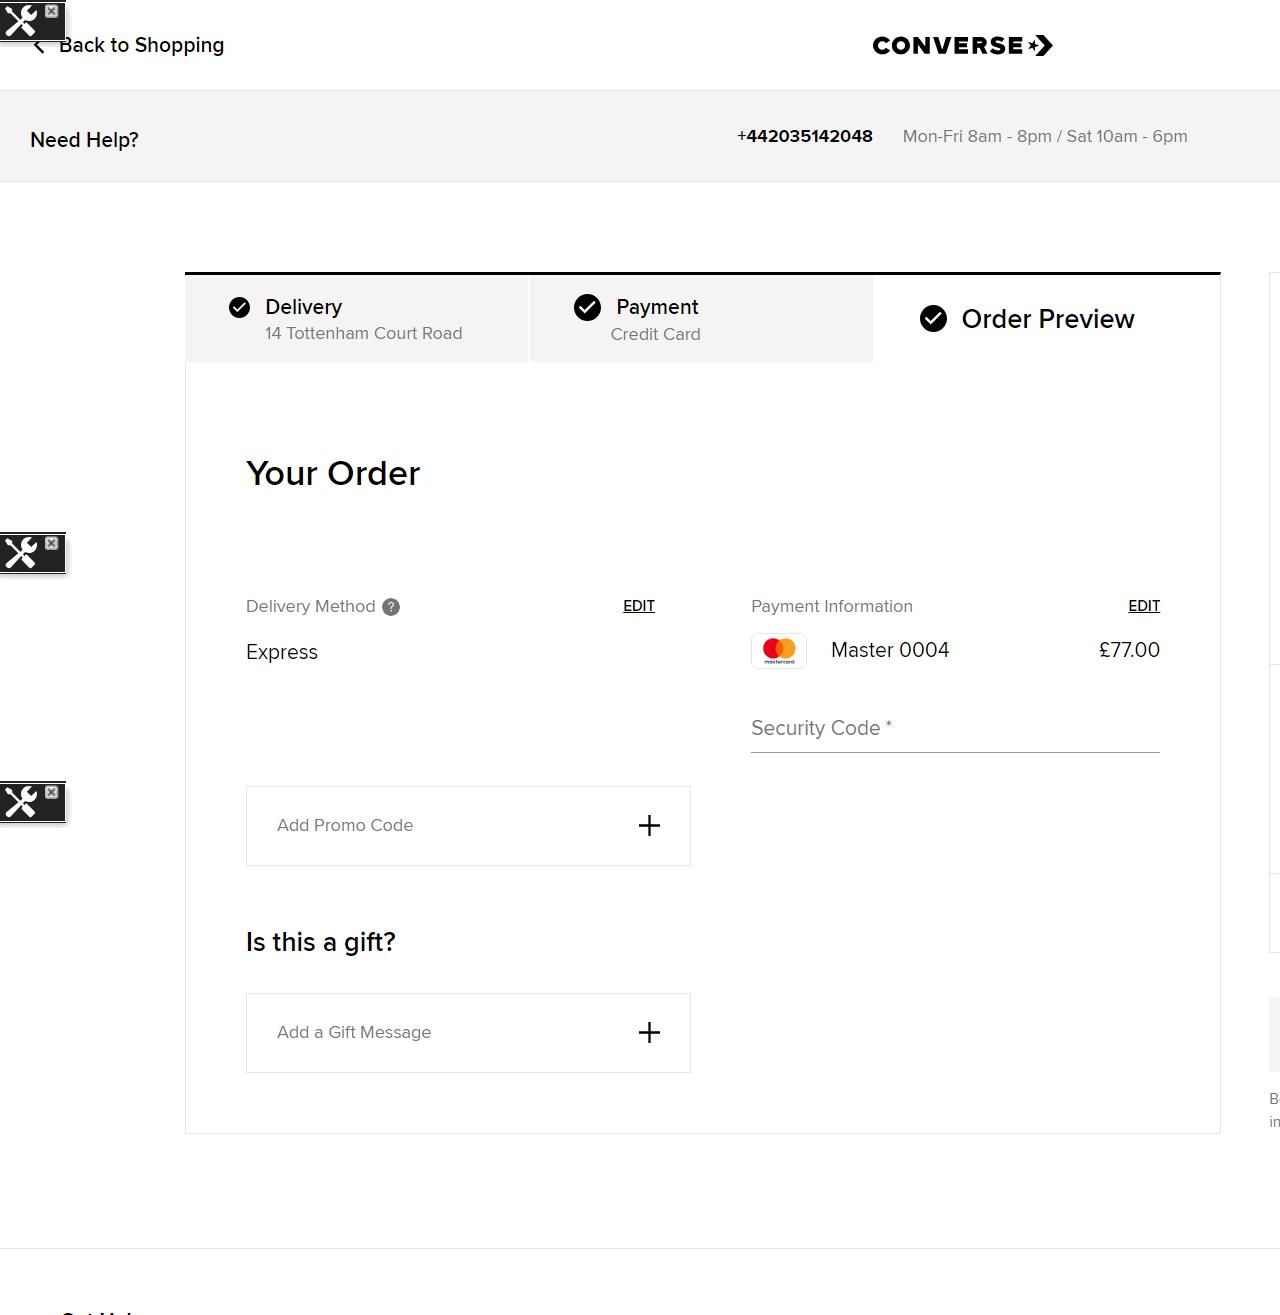 Back to Shopping
CONVERSE
Need Help?
+442035142048
Mon-Fri 8am - 8pm / Sat 10am - 6pm
Delivery
14 Tottenham Court Road
Payment
Credit Card
Order Preview
Your Order
Delivery Method ?
EDIT
Express
Payment Information
EDIT
mastercard
Master 0004
£77.00
Security Code *
Add Promo Code
Is this a gift?
Add a Gift Message